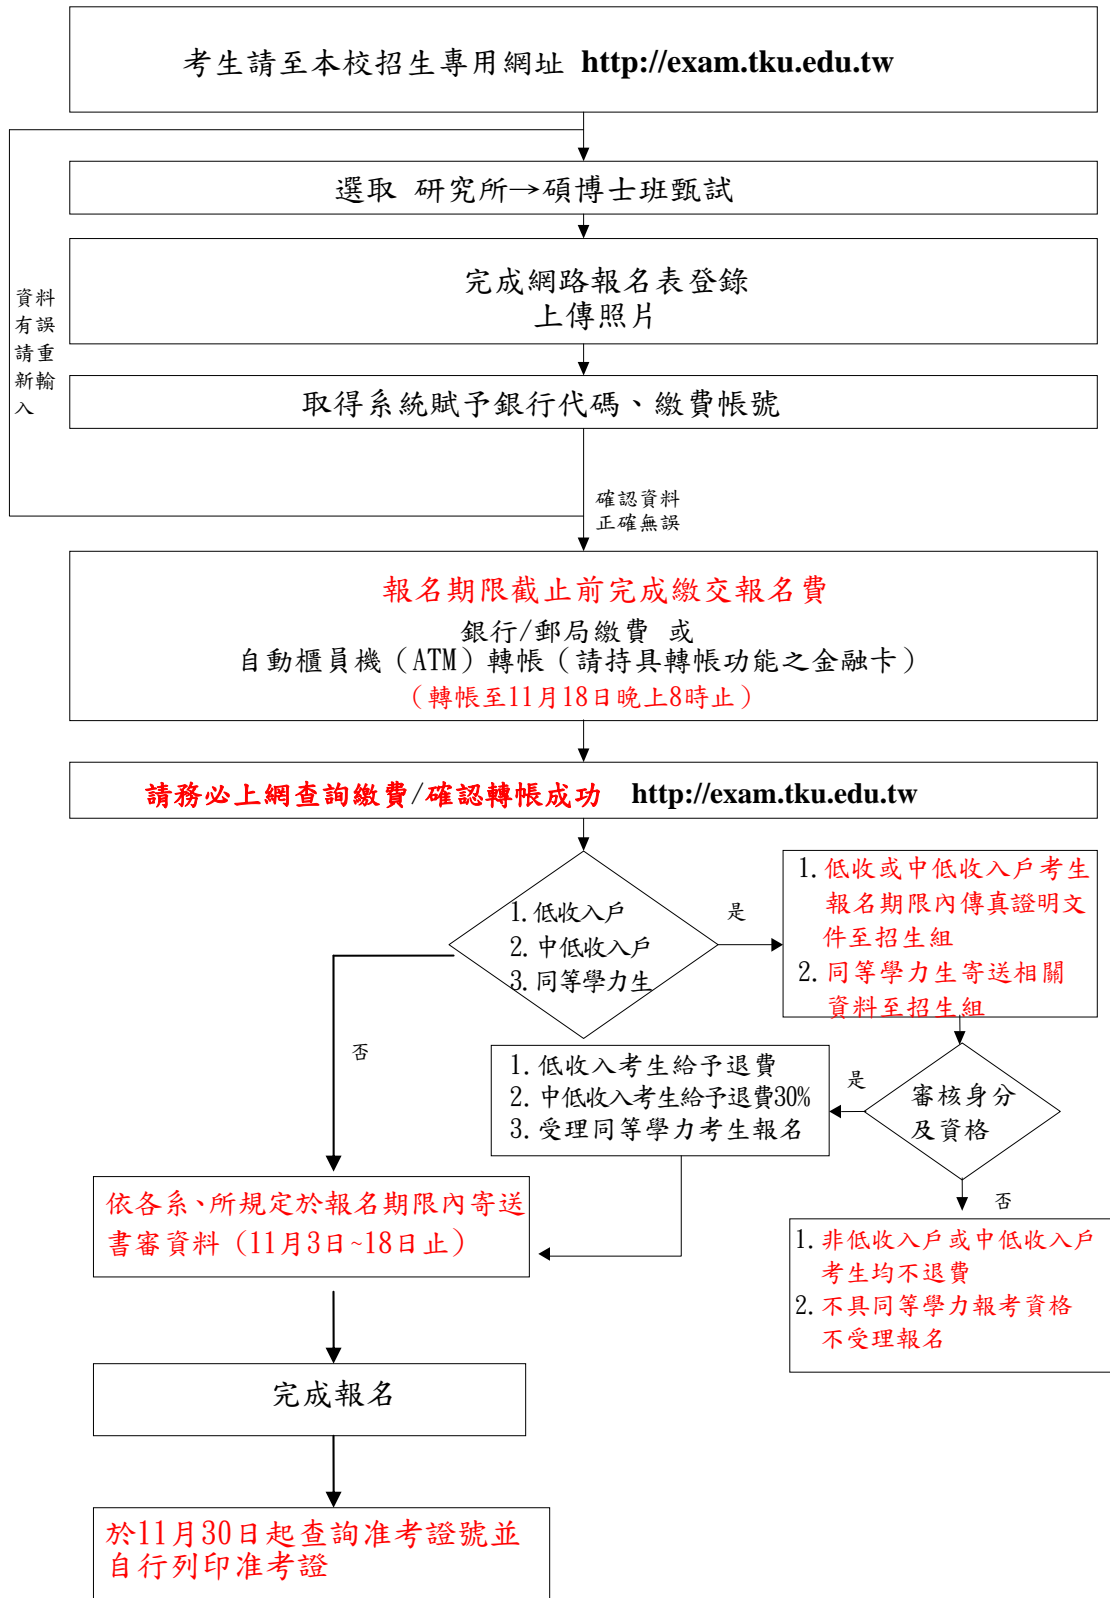 考生請至本校招生專用網址 http://exam.tku.edu.tw
選取 研究所→碩博士班甄試
完成網路報名表登錄
上傳照片
資料
有誤
請重
新輸
入
取得系統賦予銀行代碼、繳費帳號
確認資料
正確無誤
報名期限截止前完成繳交報名費
銀行/郵局繳費 或
自動櫃員機（ATM）轉帳（請持具轉帳功能之金融卡）
（轉帳至11月18日晚上8時止）
請務必上網查詢繳費/確認轉帳成功 http://exam.tku.edu.tw
1. 低收入戶
2. 中低收入戶
3. 同等學力生
是
1. 低收或中低收入戶考生
報名期限內傳真證明文
件至招生組
2. 同等學力生寄送相關
資料至招生組
否
1. 低收入考生給予退費
2. 中低收入考生給予退費30%
3. 受理同等學力考生報名
是
審核身分
及資格
否
依各系、所規定於報名期限內寄送
書審資料（11月3日~18日止）
1. 非低收入戶或中低收入戶
考生均不退費
2. 不具同等學力報考資格
不受理報名
完成報名
於11月30日起查詢准考證號並
自行列印准考證